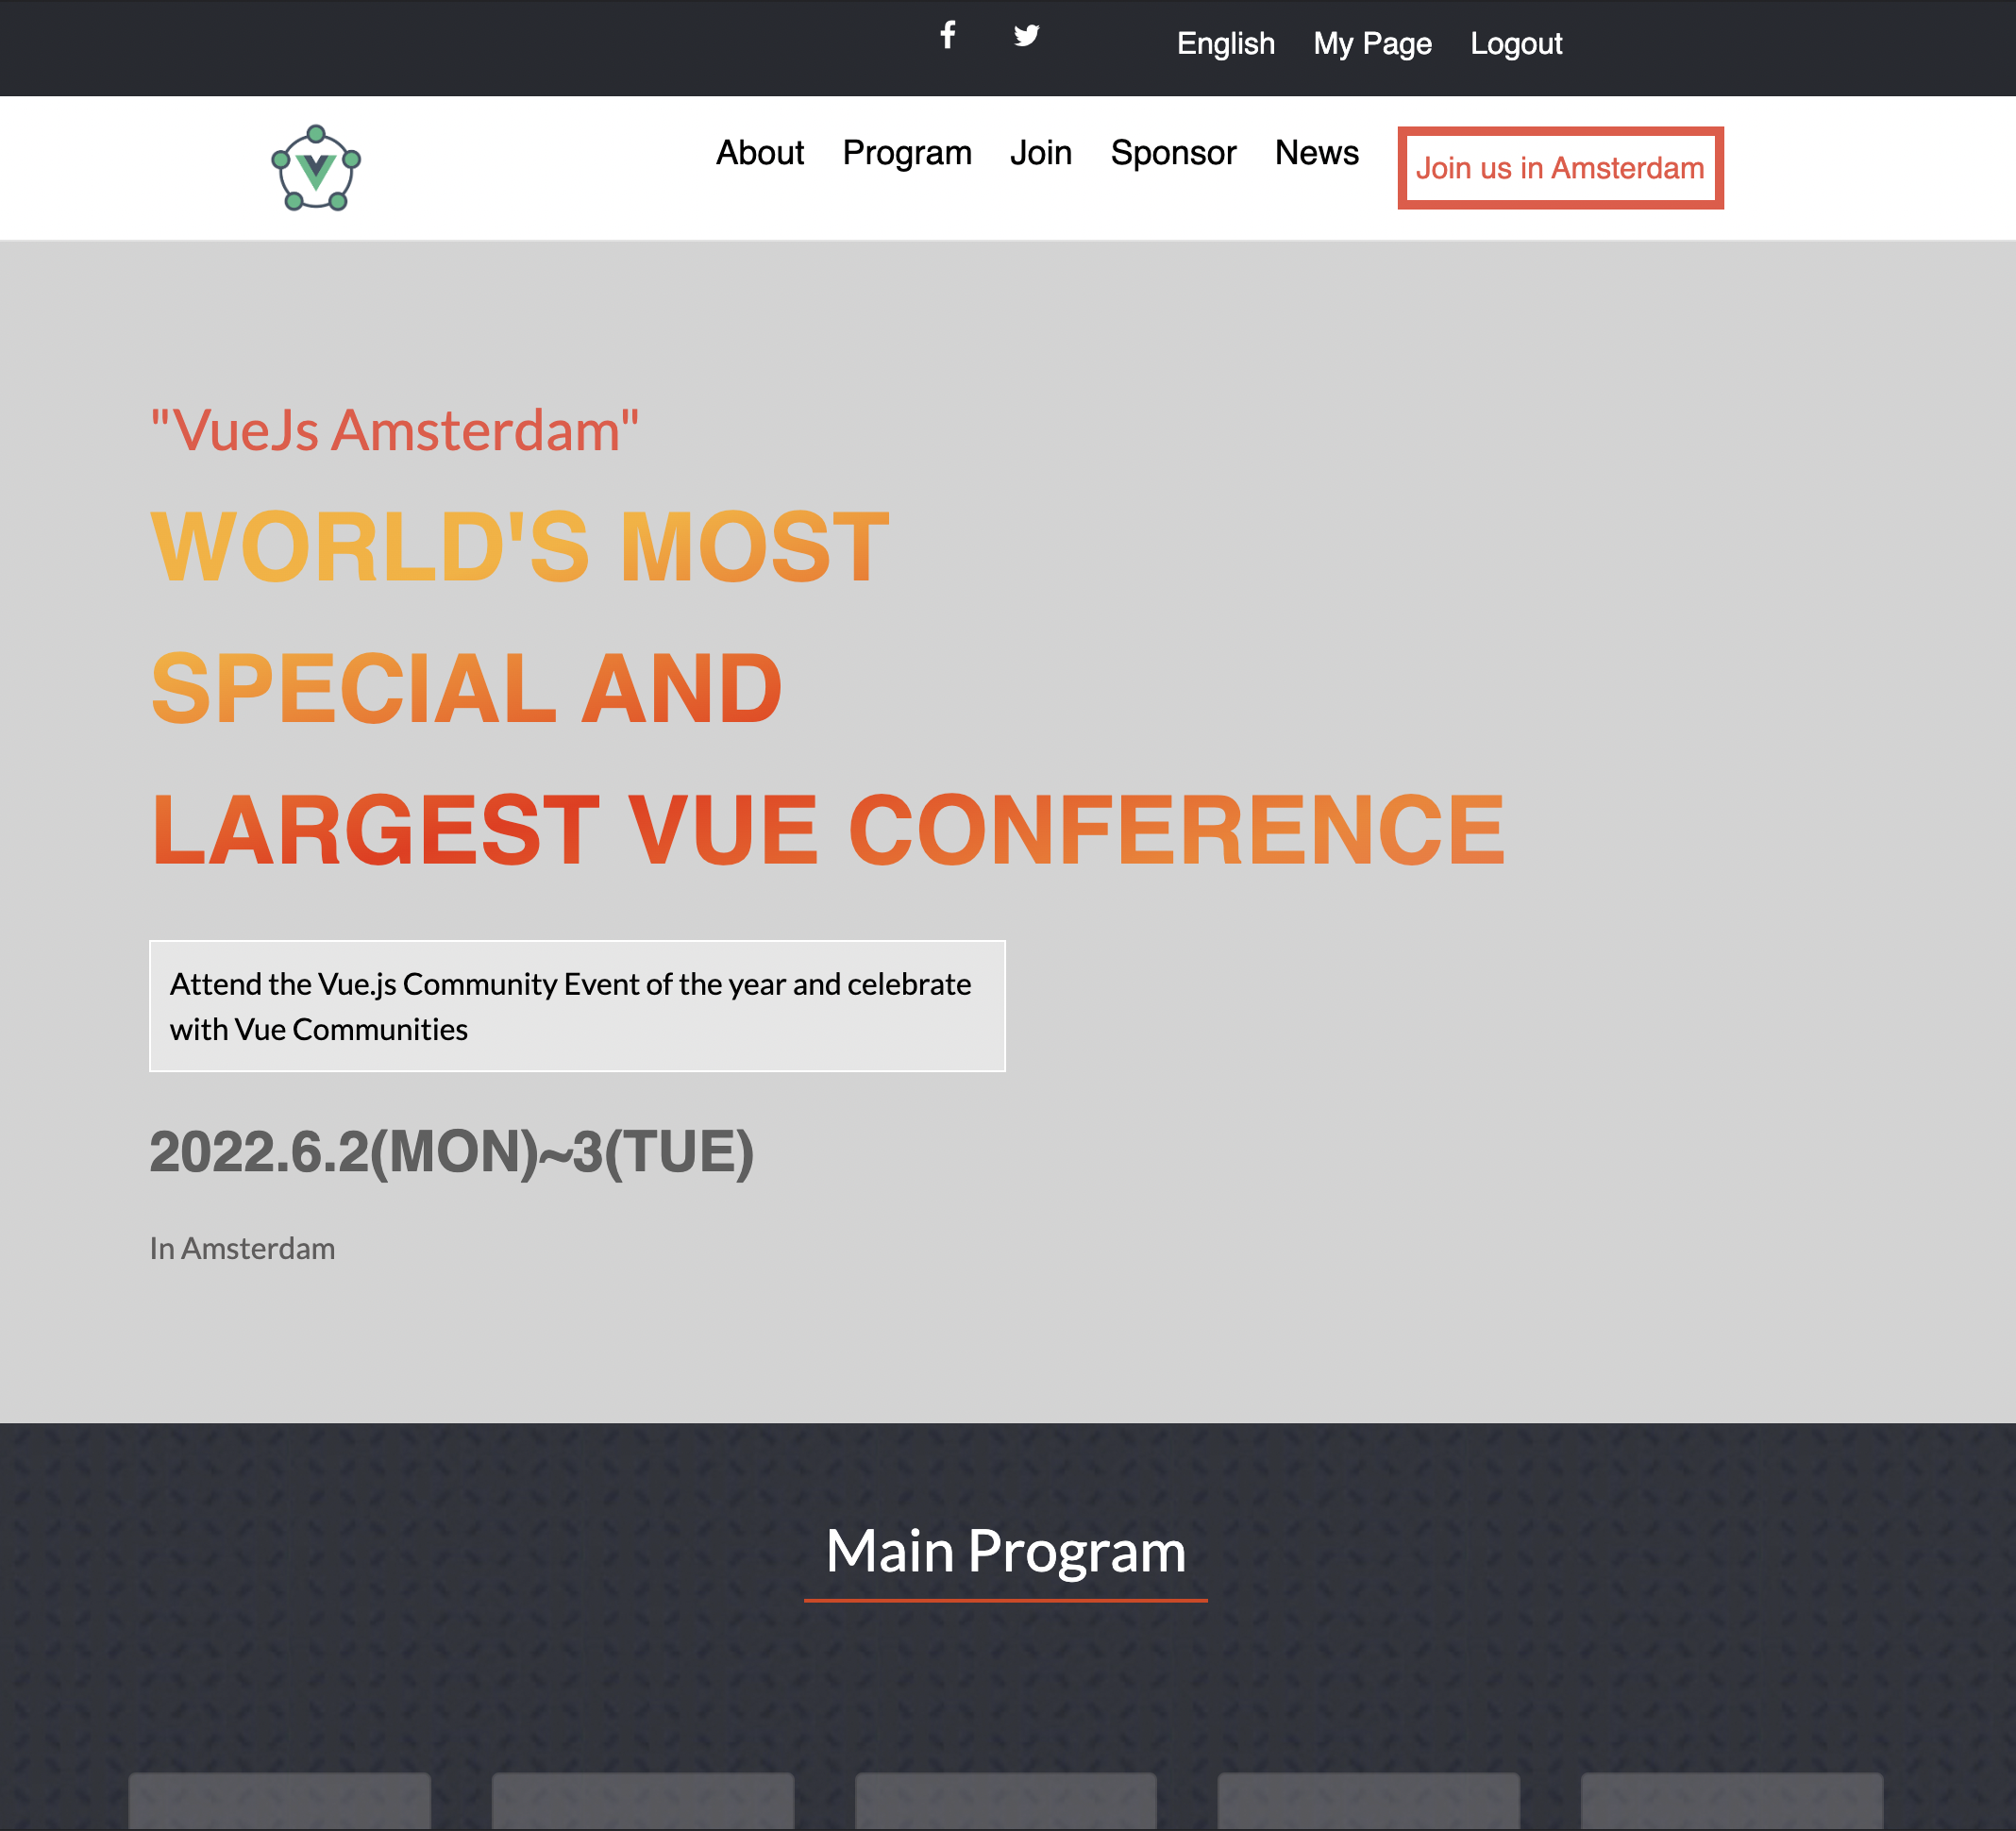 English My Page Logout
About Program Join Sponsor News Join us in Amsterdam
"VueJs Amsterdam"
WORLD'S MOST
SPECIAL AND
LARGEST VUE CONFERENCE
Attend the Vue.js Community Event of the year and celebrate
with Vue Communities
2022.6.2(MON)~3(TUE)
In Amsterdam
Main Program